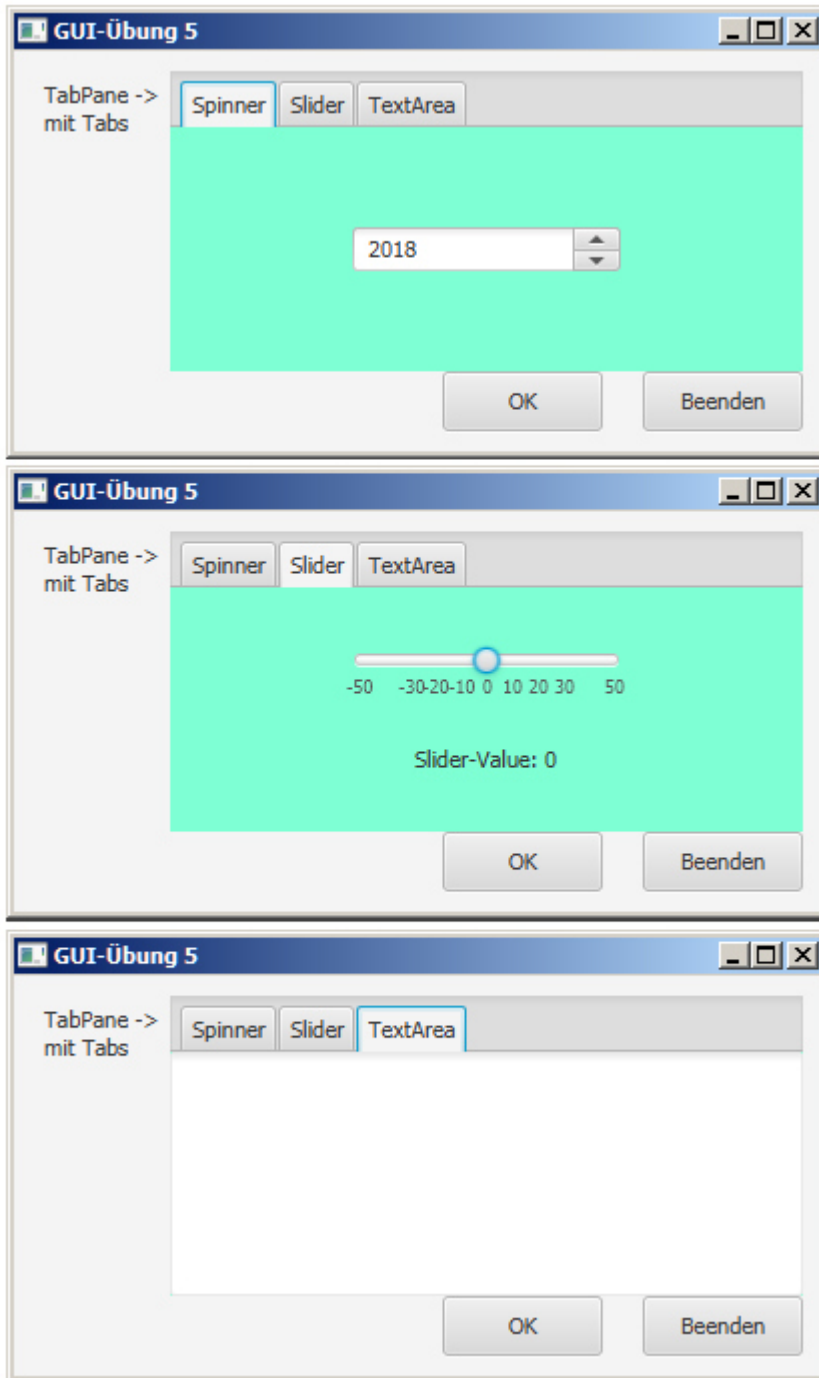 GUI-Übung 5
TabPane ->
mit Tabs
Spinner Slider TextArea
2018
OK Beenden
GUI-Übung 5
TabPane ->
mit Tabs
Spinner Slider TextArea
-50 -30 -20 -10 0 10 20 30 50
Slider-Value: 0
OK Beenden
GUI-Übung 5
TabPane ->
mit Tabs
Spinner Slider TextArea
OK Beenden